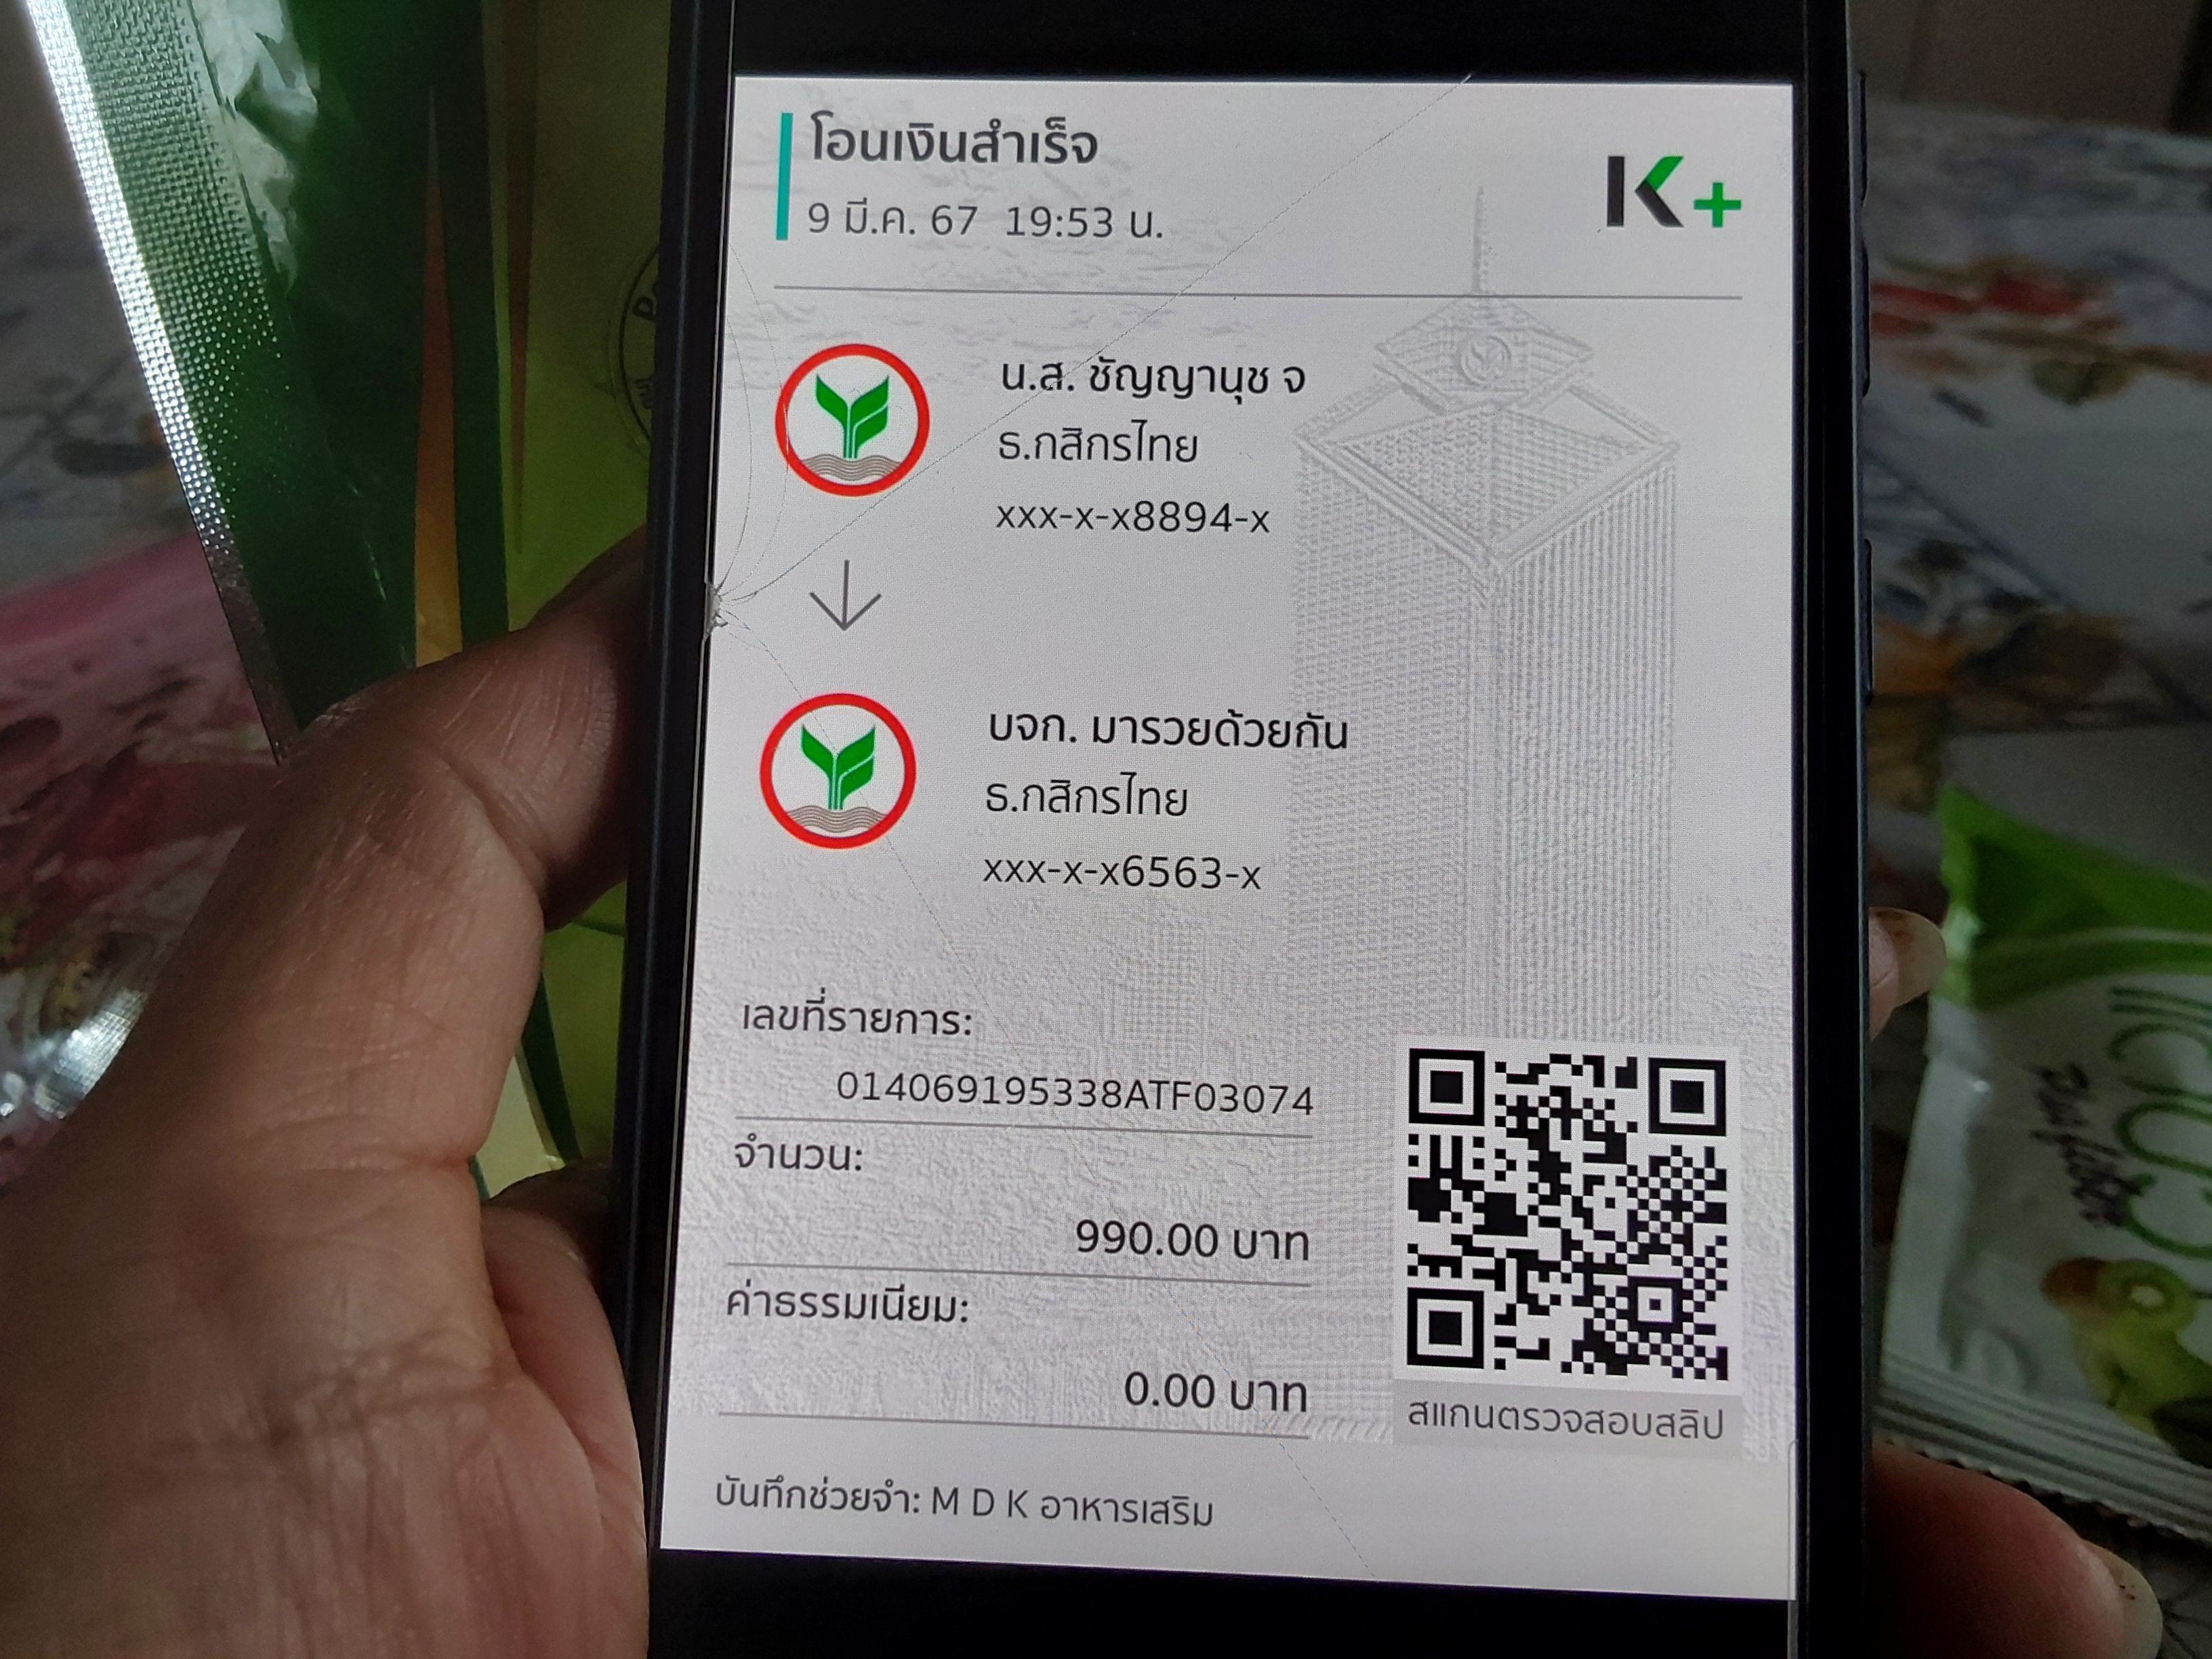 โอนเงินสำเร็จ
9 มี.ค. 67 19:53 น.
K+
น.ส. ชัญญานุช จ
ธ.กสิกรไทย
xxx-x-x8894-x
บจก. มารวยด้วยกัน
ธ.กสิกรไทย
xxx-x-x6563-x
เลขที่รายการ:
014069195338ATF03074
จำนวน:
990.00 บาท
ค่าธรรมเนียม:
0.00 บาท
สแกนตรวจสอบสลิป
บันทึกช่วยจำ: M D K อาหารเสริม